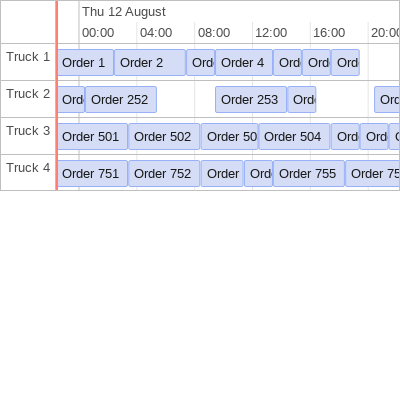 Thu 12 August
00:00 04:00 08:00 12:00 16:00 20:00
Truck 1 Order 1 Order 2 Ord Order 4 Ord Ord Ord
Truck 2 Ord Order 252 Order 253 Ord Ord
Truck 3 Order 501 Order 502 Order 50 Order 504 Ord Ord
Truck 4 Order 751 Order 752 Order Ord Order 755 Order 75